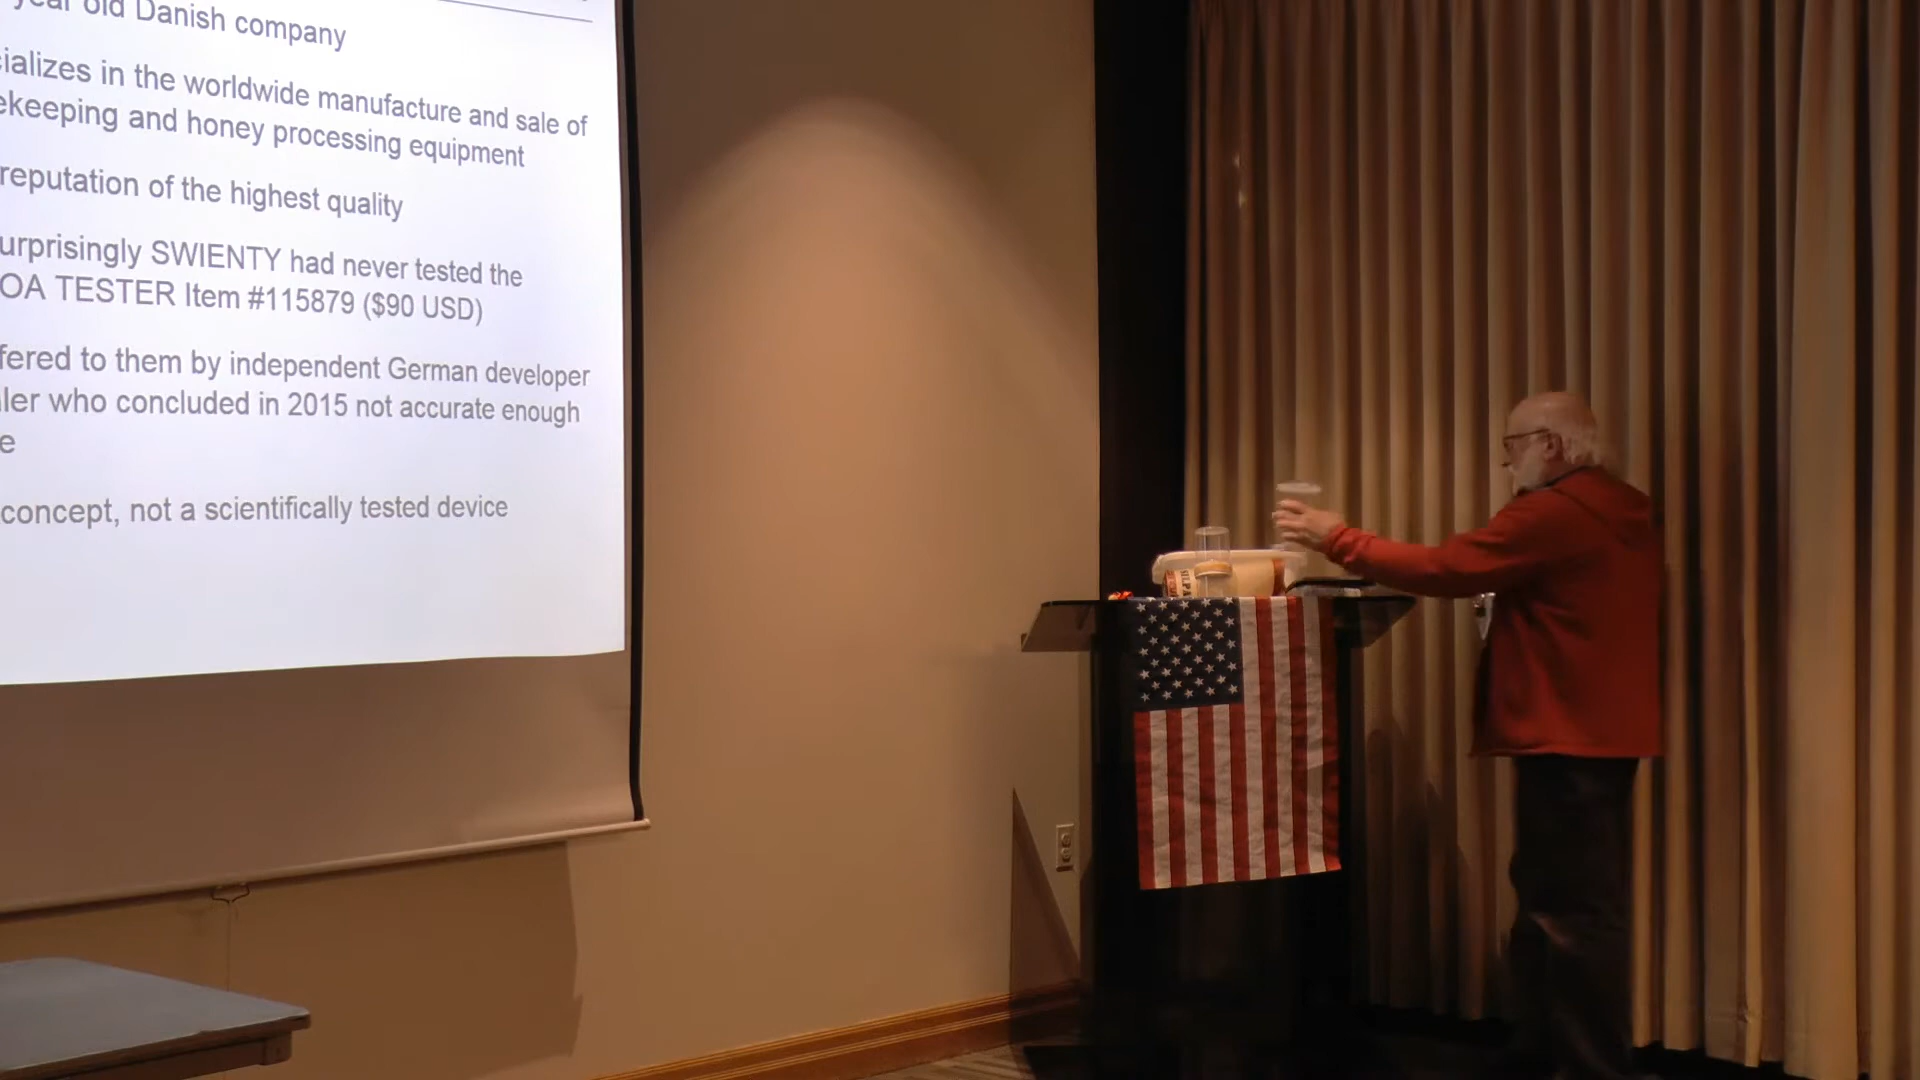 year old Danish company
ializes in the worldwide manufacture and sale of
ekeeping and honey processing equipment
reputation of the highest quality
urprisingly SWIENTY had never tested the
OA TESTER Item #115879 ($90 USD)
fered to them by independent German developer
ler who concluded in 2015 not accurate enough
e
concept, not a scientifically tested device